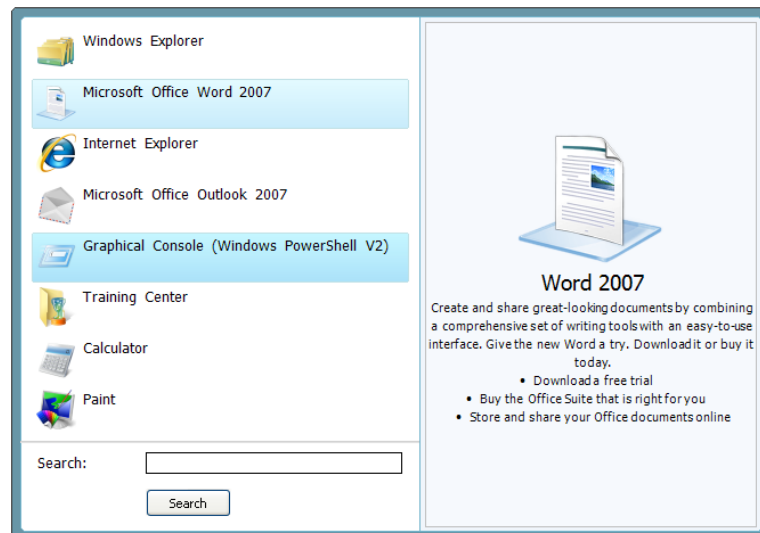 Windows Explorer
Microsoft Office Word 2007
Internet Explorer
Microsoft Office Outlook 2007
Graphical Console (Windows PowerShell V2)
Training Center
Calculator
Paint
Search:
Search
Word 2007
Create and share great-looking documents by combining
a comprehensive set of writing tools with an easy-to-use
interface. Give the new Word a try. Download it or buy it
today.
• Download a free trial
• Buy the Office Suite that is right for you
• Store and share your Office documents online